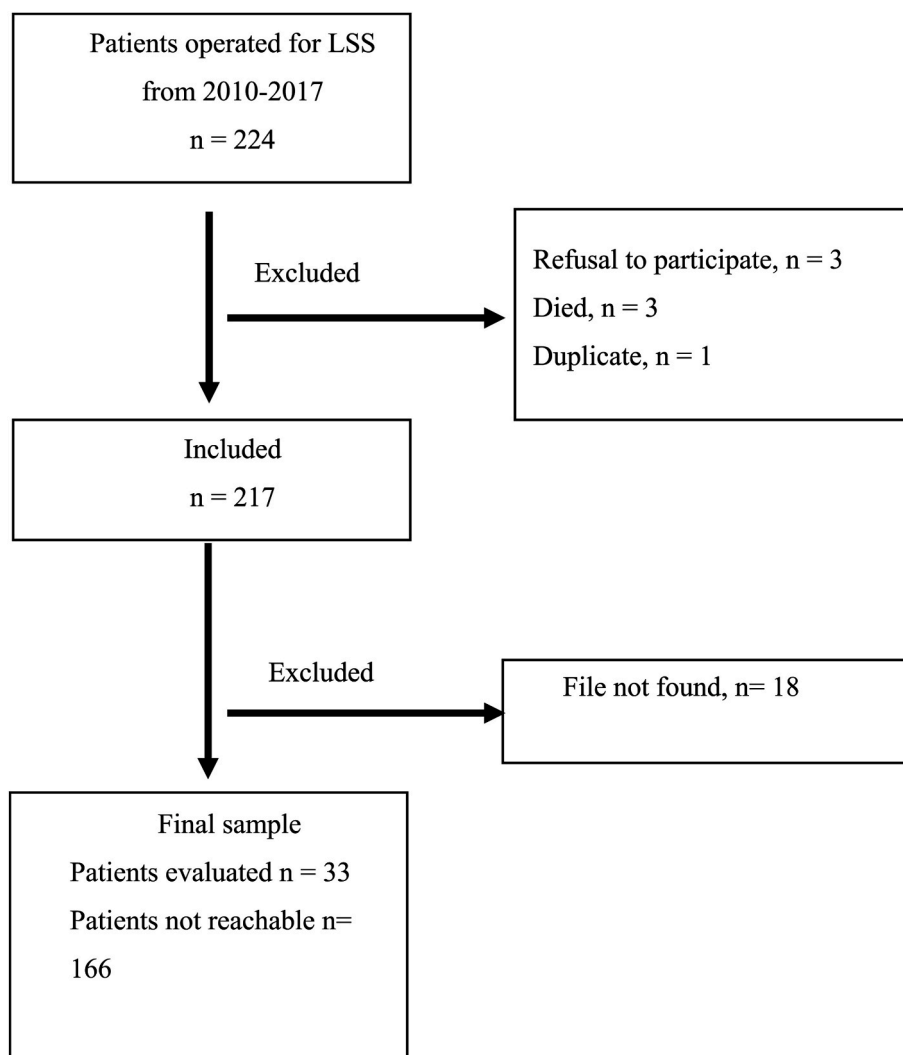 Patients operated for LSS
from 2010-2017
n = 224
Excluded
Refusal to participate, n = 3
Died, n = 3
Duplicate, n = 1
Included
n = 217
Excluded
File not found, n= 18
Final sample
Patients evaluated n = 33
Patients not reachable n=
166